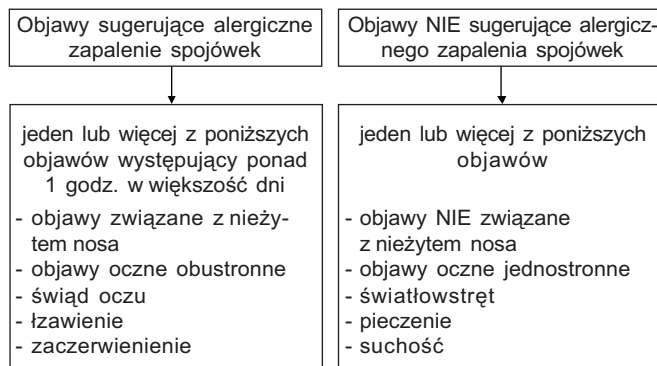 Objawy sugerujące alergiczne
zapalenie spojówek
jeden lub więcej z poniższych
objawów występujący ponad
1 godz. w większość dni
- objawy związane z nieży-
tem nosa
- objawy oczne obustronne
- świąd oczu
- łzawienie
- zaczerwienienie
Objawy NIE sugerujące alergicz-
nego zapalenia spojówek
jeden lub więcej z poniższych
objawów
- objawy NIE związane
z nieżytem nosa
- objawy oczne jednostronne
- światłowstręt
- pieczenie
- suchość